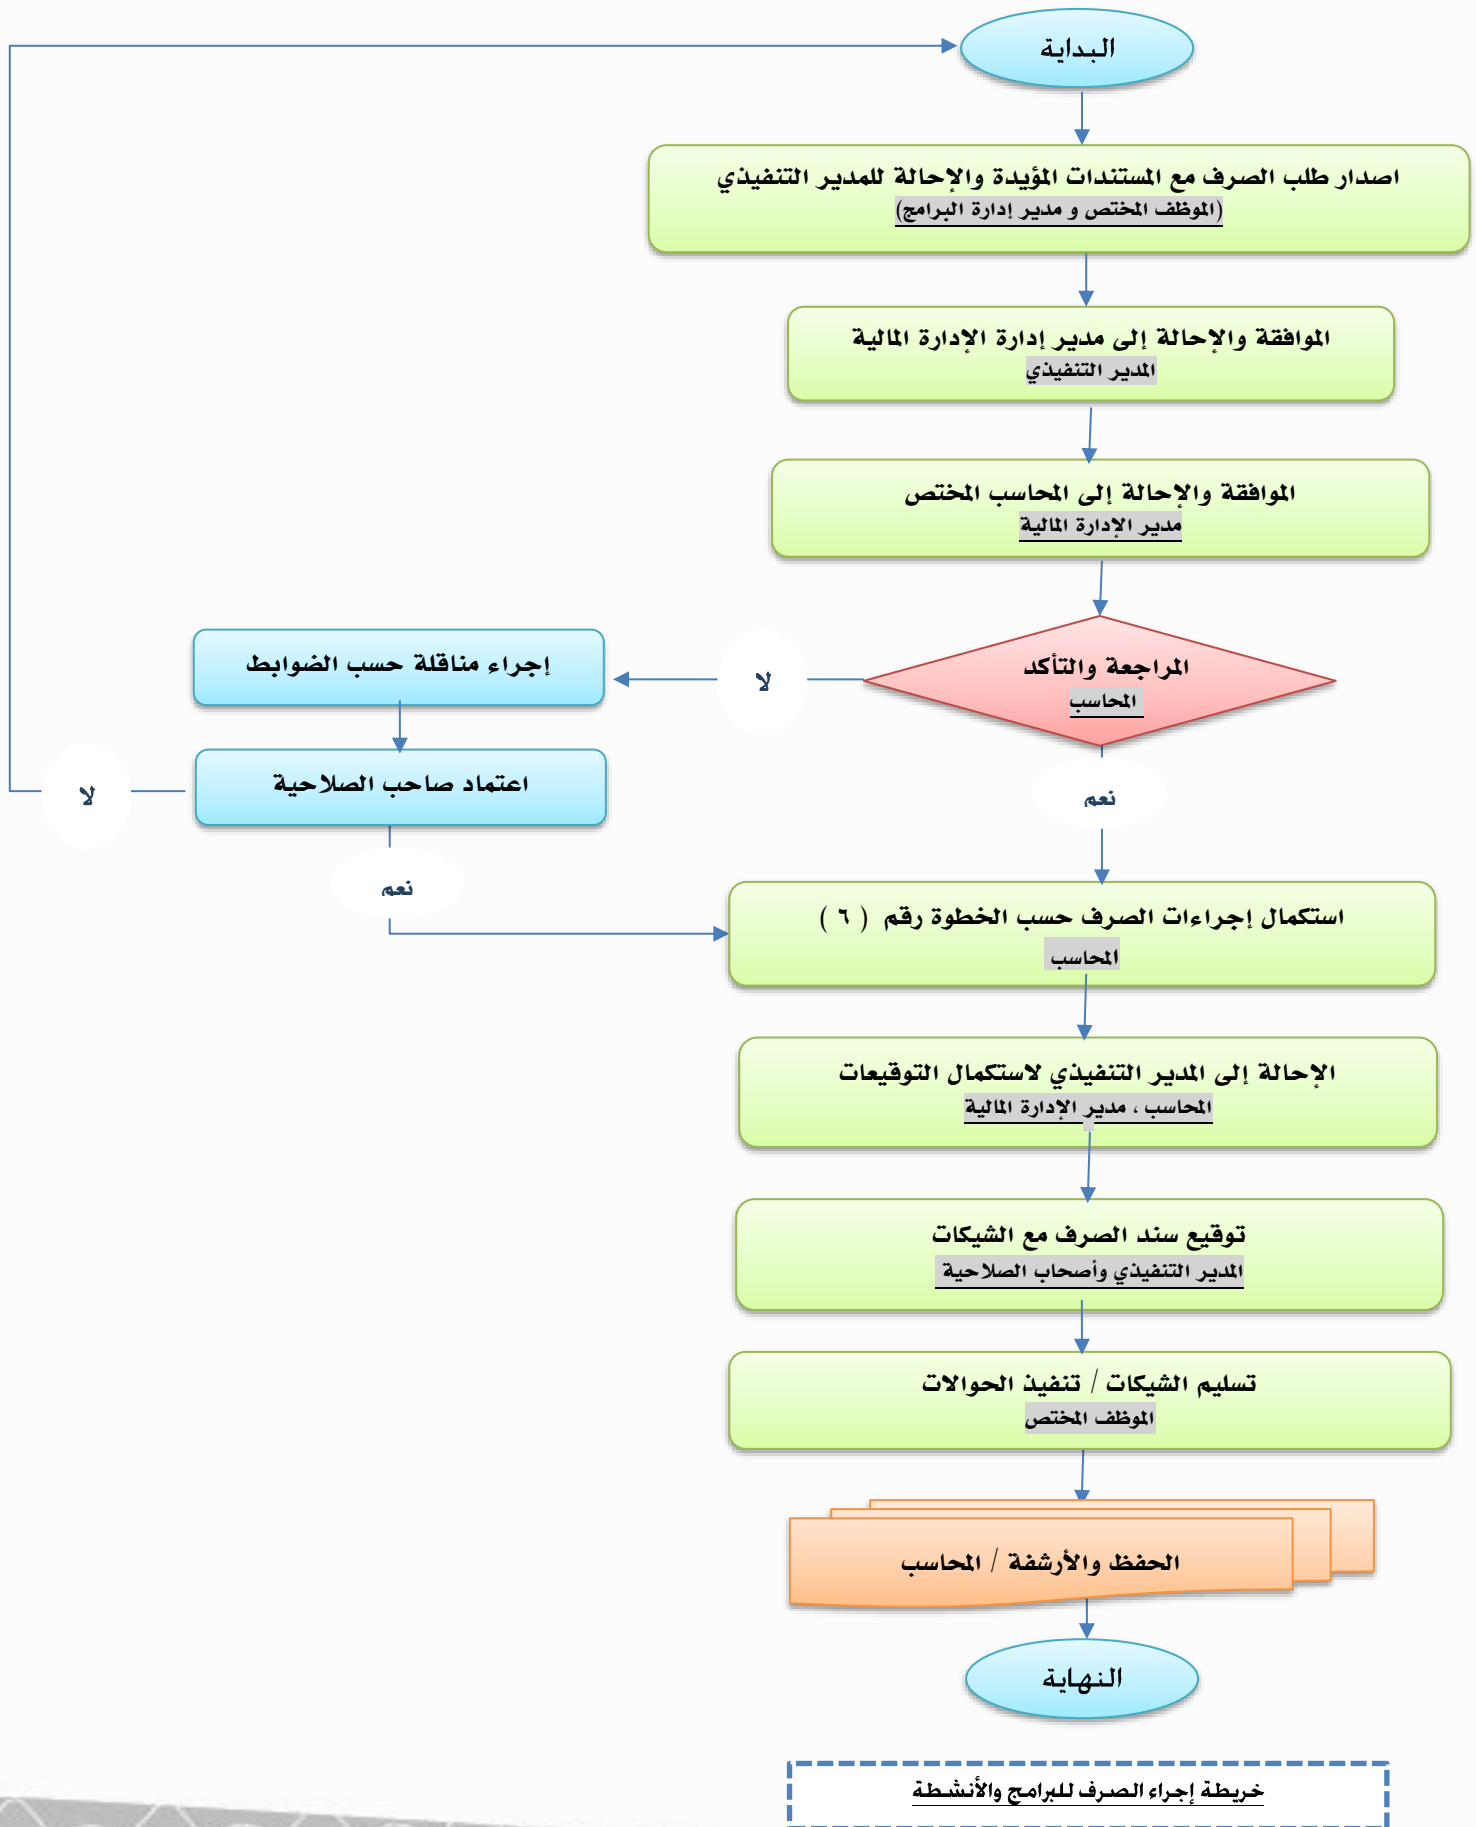 البداية
اصدار طلب الصرف مع المستندات المؤيدة والإحالة للمدير التنفيذي
(الموظف المختص و مدير إدارة البرامج)
الموافقة والإحالة إلى مدير إدارة الإدارة المالية
المدير التنفيذي
الموافقة والإحالة إلى المحاسب المختص
مدير الإدارة المالية
المراجعة والتأكد
المحاسب
لا
إجراء مناقلة حسب الضوابط
اعتماد صاحب الصلاحية
لا
نعم
نعم
استكمال إجراءات الصرف حسب الخطوة رقم ( ٦ )
المحاسب
الإحالة إلى المدير التنفيذي لاستكمال التوقيعات
المحاسب ، مدير الإدارة المالية
توقيع سند الصرف مع الشيكات
المدير التنفيذي وأصحاب الصلاحية
تسليم الشيكات / تنفيذ الحوالات
الموظف المختص
الحفظ والأرشفة / المحاسب
النهاية
خريطة إجراء الصرف للبرامج والأنشطة